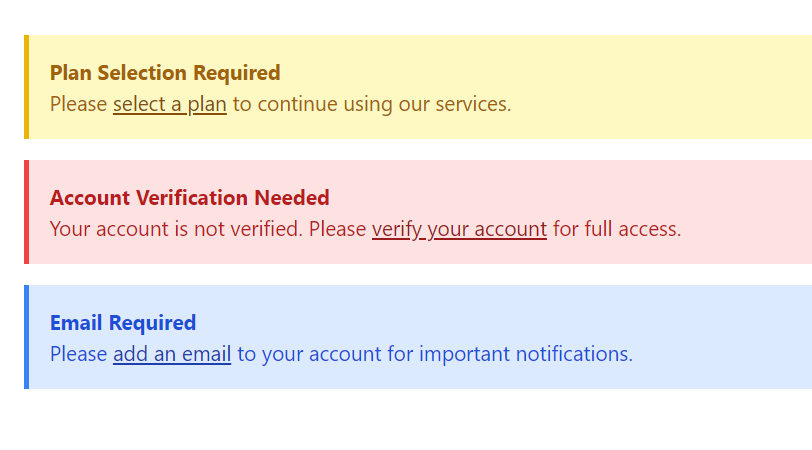 Plan Selection Required
Please select a plan to continue using our services.
Account Verification Needed
Your account is not verified. Please verify your account for full access.
Email Required
Please add an email to your account for important notifications.